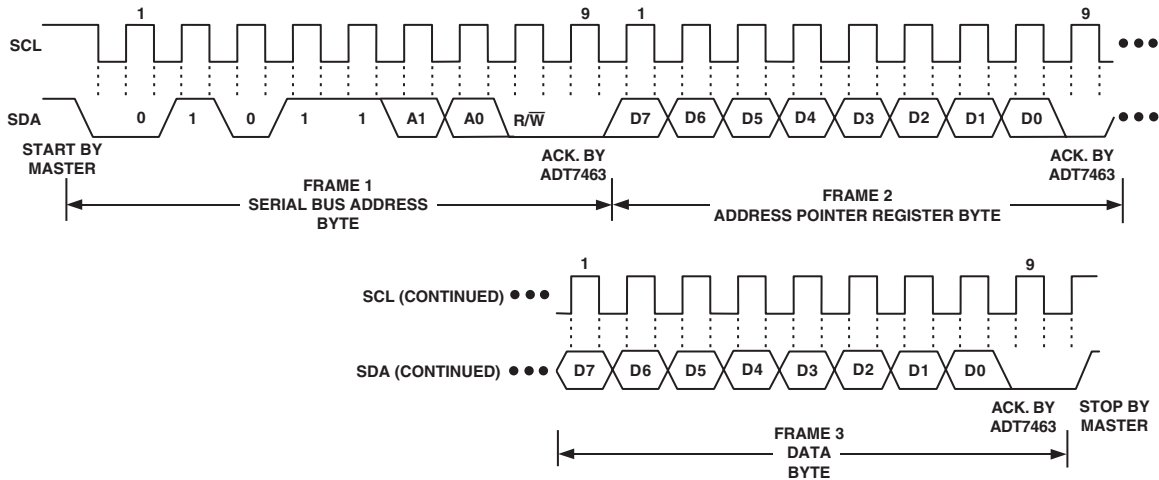 1 9 1 9
SCL
SDA 0 1 0 1 1 A1 A0 R/W̅ D7 D6 D5 D4 D3 D2 D1 D0
START BY
MASTER
ACK. BY
ADT7463
ACK. BY
ADT7463
FRAME 1
SERIAL BUS ADDRESS
BYTE
FRAME 2
ADDRESS POINTER REGISTER BYTE
1 9
SCL (CONTINUED)
SDA (CONTINUED) D7 D6 D5 D4 D3 D2 D1 D0
ACK. BY
ADT7463
STOP BY
MASTER
FRAME 3
DATA
BYTE